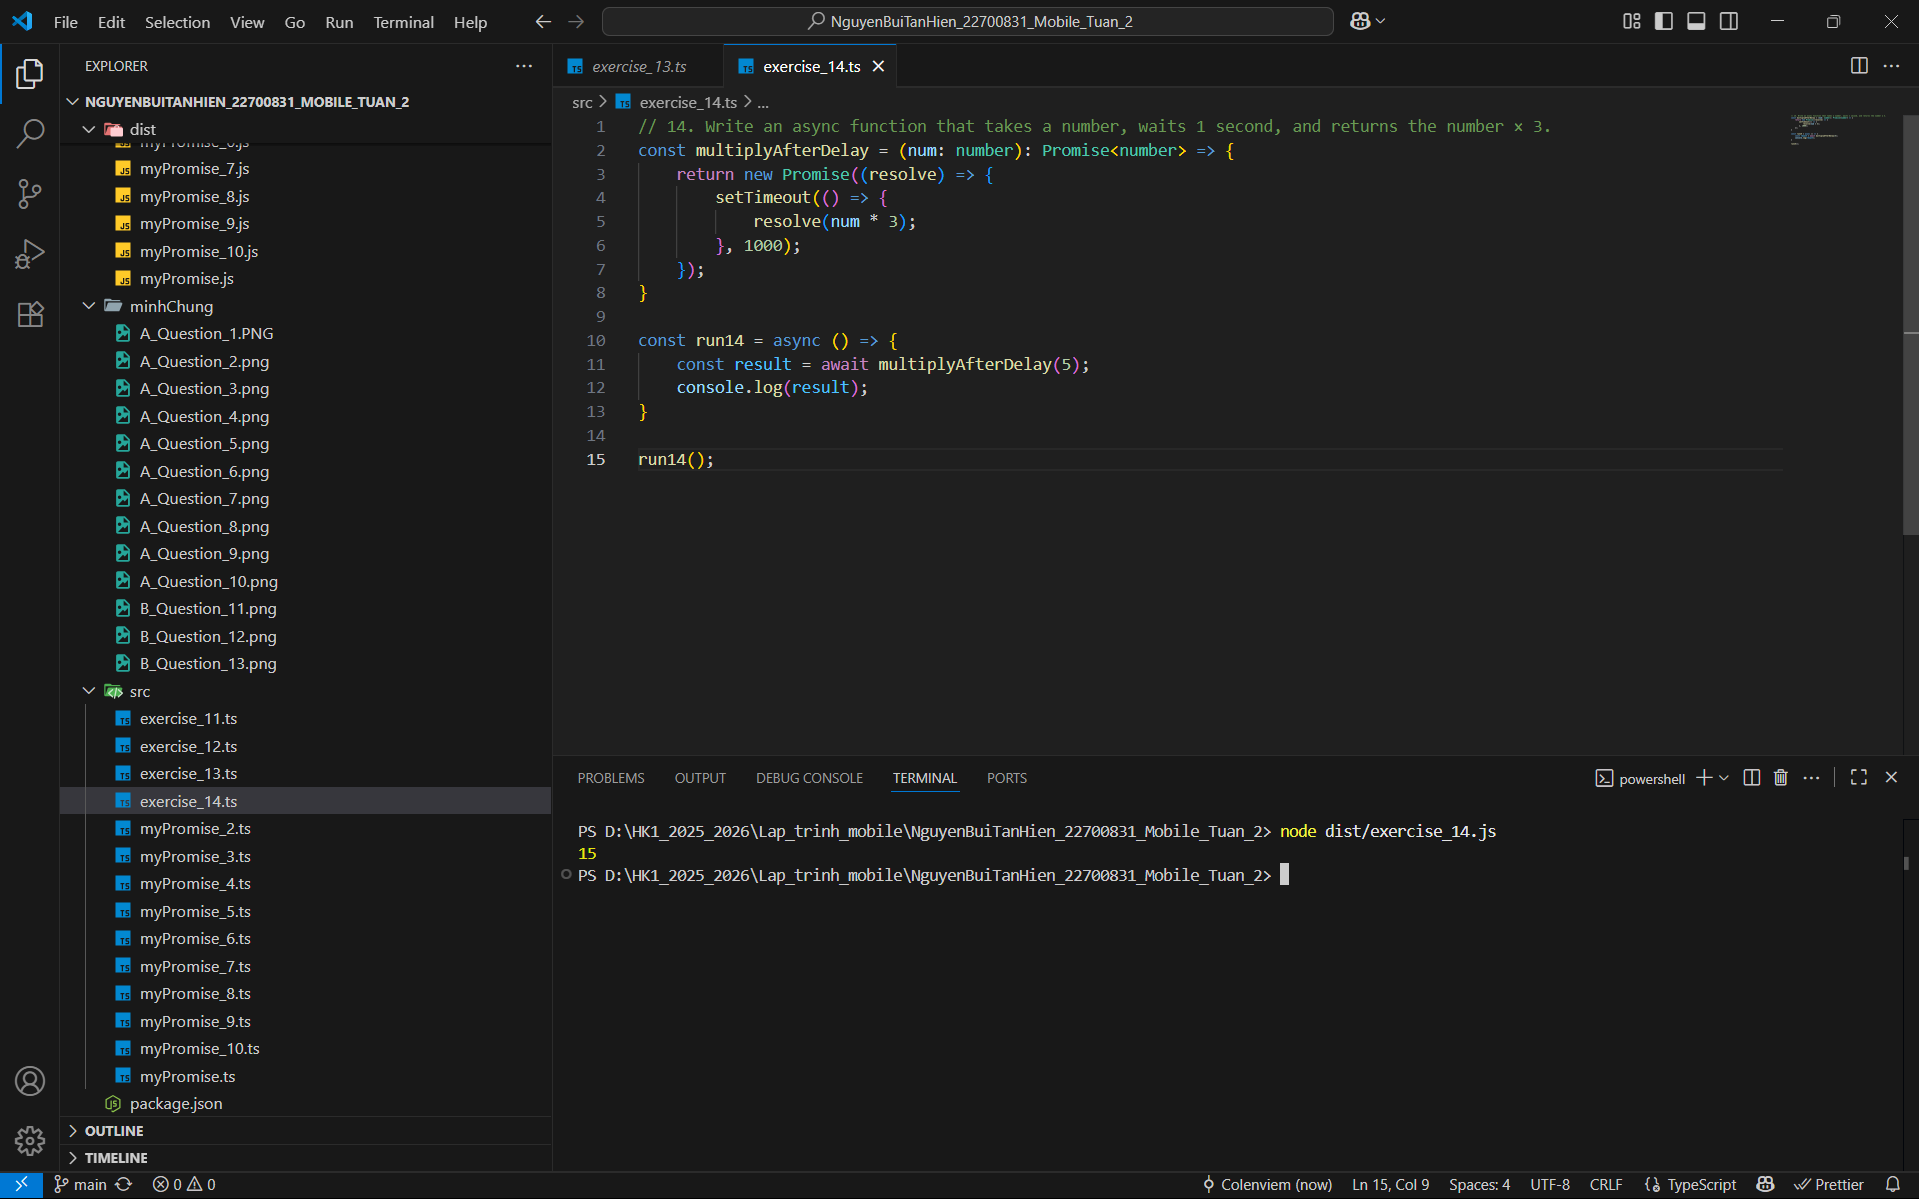 File Edit Selection View Go Run Terminal Help
NguyenBuiTanHien_22700831_Mobile_Tuan_2
EXPLORER
NGUYENBUITANHIEN_22700831_MOBILE_TUAN_2
dist
myPromise_6.js
myPromise_7.js
myPromise_8.js
myPromise_9.js
myPromise_10.js
myPromise.js
minhChung
A_Question_1.PNG
A_Question_2.png
A_Question_3.png
A_Question_4.png
A_Question_5.png
A_Question_6.png
A_Question_7.png
A_Question_8.png
A_Question_9.png
A_Question_10.png
B_Question_11.png
B_Question_12.png
B_Question_13.png
src
exercise_11.ts
exercise_12.ts
exercise_13.ts
exercise_14.ts
myPromise_2.ts
myPromise_3.ts
myPromise_4.ts
myPromise_5.ts
myPromise_6.ts
myPromise_7.ts
myPromise_8.ts
myPromise_9.ts
myPromise_10.ts
myPromise.ts
package.json
OUTLINE
TIMELINE
exercise_13.ts exercise_14.ts
src > exercise_14.ts > ...
1 // 14. Write an async function that takes a number, waits 1 second, and returns the number × 3.
2 const multiplyAfterDelay = (num: number): Promise<number> => {
3 return new Promise((resolve) => {
4 setTimeout(() => {
5 resolve(num * 3);
6 }, 1000);
7 });
8 }
9
10 const run14 = async () => {
11 const result = await multiplyAfterDelay(5);
12 console.log(result);
13 }
14
15 run14();
PROBLEMS OUTPUT DEBUG CONSOLE TERMINAL PORTS
powershell
PS D:\HK1_2025_2026\Lap_trinh_mobile\NguyenBuiTanHien_22700831_Mobile_Tuan_2> node dist/exercise_14.js
15
PS D:\HK1_2025_2026\Lap_trinh_mobile\NguyenBuiTanHien_22700831_Mobile_Tuan_2>
main 0 0 Colenviem (now) Ln 15, Col 9 Spaces: 4 UTF-8 CRLF TypeScript Prettier